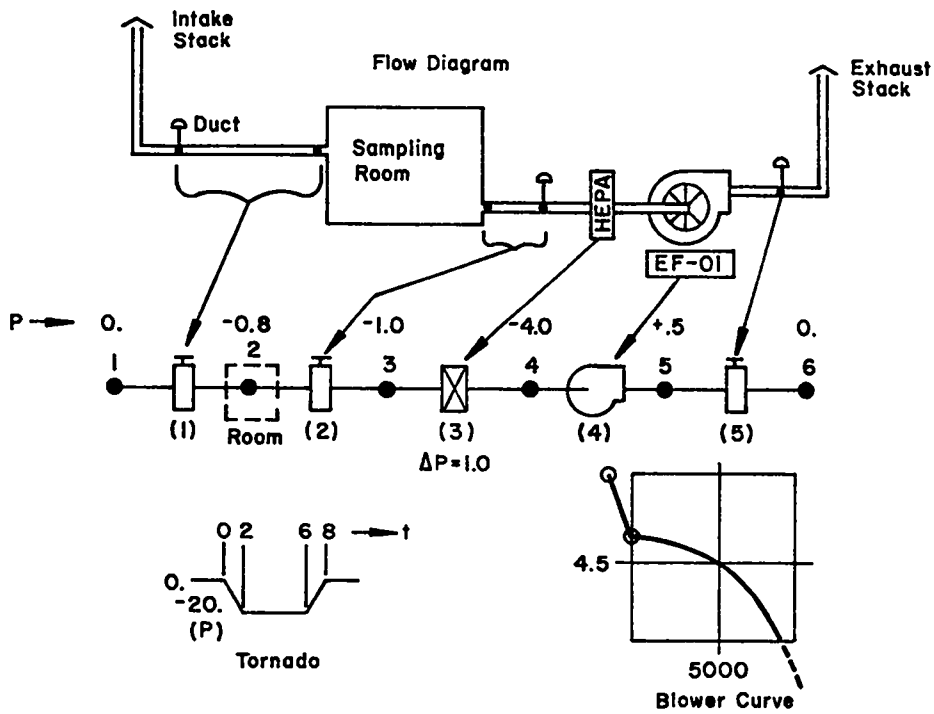 Intake
Stack
Flow Diagram
Exhaust
Stack
Duct
Sampling
Room
HEPA
EF-01
P 0. -0.8 -1.0 -4.0 +.5 0.
1 2 3 4 5 6
(1) (2) (3) (4) (5)
Room
ΔP=1.0
0 2 6 8 t
0.
-20.
(P)
Tornado
4.5
5000
Blower Curve